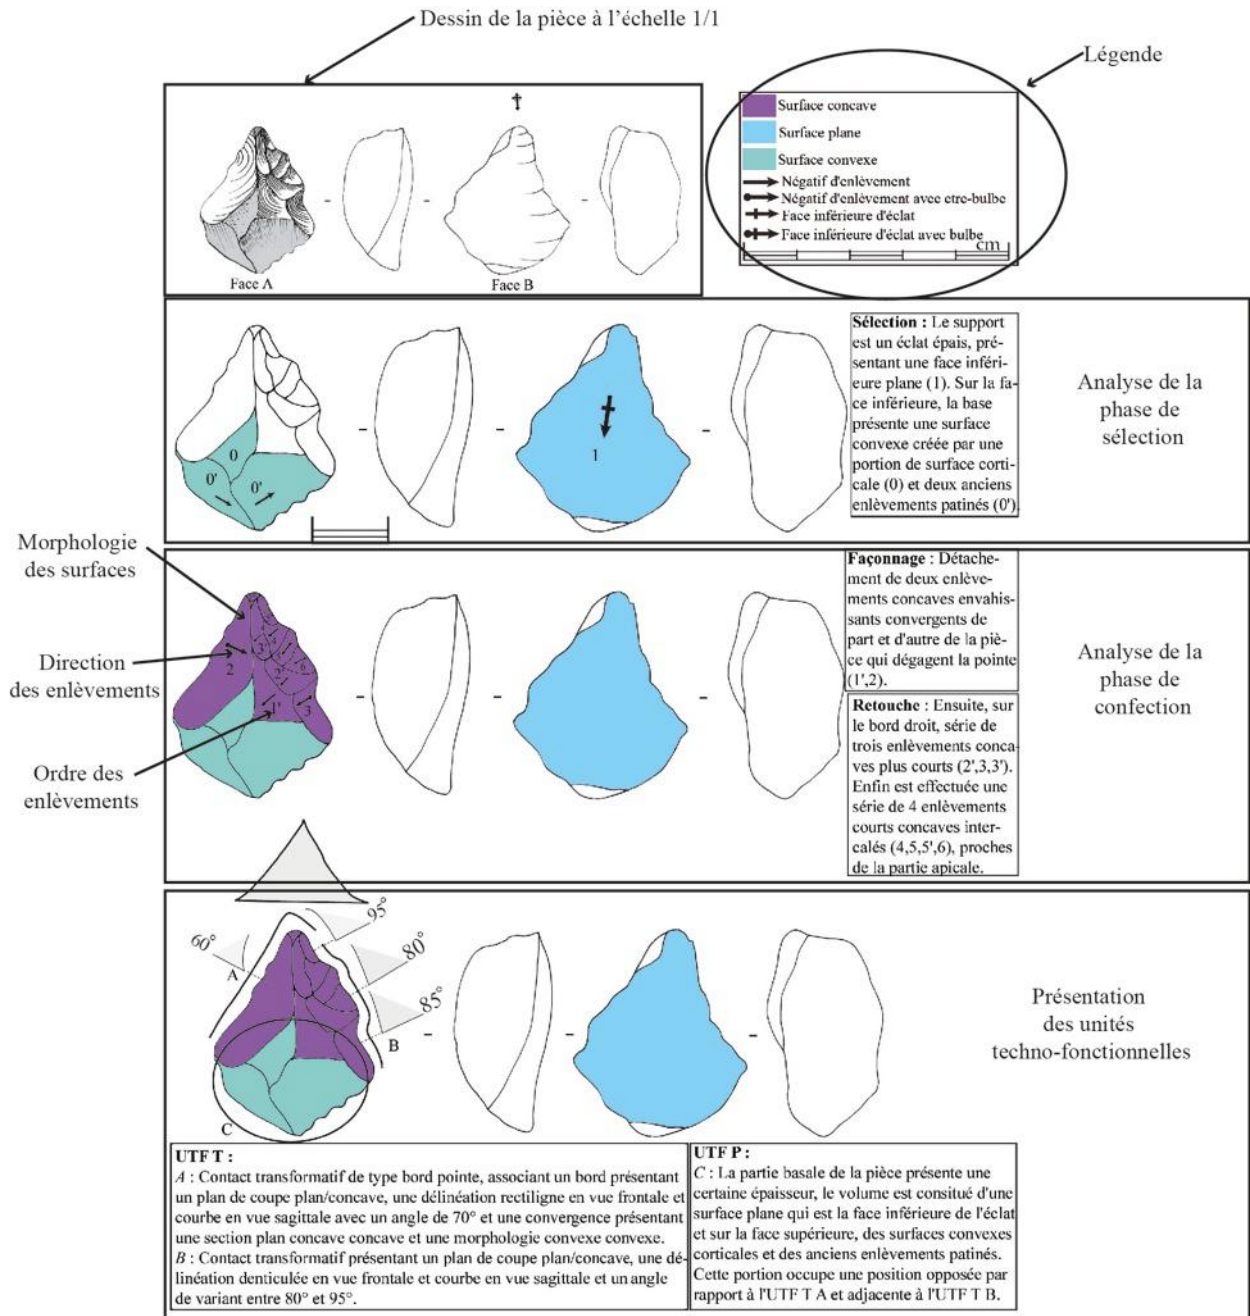 Dessin de la pièce à l'échelle 1/1
Légende
Surface concave
Surface plane
Surface convexe
Négatif d'enlèvement
Négatif d'enlèvement avec ctre-bulbe
Face inférieure d'éclat
Face inférieure d'éclat avec bulbe
cm
Face A
Face B
Sélection : Le support
est un éclat épais, pré-
sentant une face inféri-
eure plane (1). Sur la fa-
ce inférieure, la base
présente une surface
convexe créée par une
portion de surface corti-
cale (0) et deux anciens
enlèvements patinés (0').
Analyse de la
phase de
sélection
0
0'
0'
1
Morphologie
des surfaces
Direction
des enlèvements
Ordre des
enlèvements
2
3'
4
2'
6
1'
3
Façonnage : Détache-
ment de deux enlève-
ments concaves envahis-
sants convergents de
part et d'autre de la piè-
ce qui dégagent la pointe
(1',2).
Retouche : Ensuite, sur
le bord droit, série de
trois enlèvements conca-
ves plus courts (2',3,3').
Enfin est effectuée une
série de 4 enlèvements
courts concaves inter-
calés (4,5,5',6), proches
de la partie apicale.
Analyse de la
phase de
confection
60°
95°
80°
85°
A
B
C
Présentation
des unités
techno-fonctionnelles
UTF T :
A : Contact transformatif de type bord pointe, associant un bord présentant
un plan de coupe plan/concave, une délinéation rectiligne en vue frontale et
courbe en vue sagittale avec un angle de 70° et une convergence présentant
une section plan concave concave et une morphologie convexe convexe.
B : Contact transformatif présentant un plan de coupe plan/concave, une dé-
linéation denticulée en vue frontale et courbe en vue sagittale et un angle
de variant entre 80° et 95°.
UTF P :
C : La partie basale de la pièce présente une
certaine épaisseur, le volume est consitué d'une
surface plane qui est la face inférieure de l'éclat
et sur la face supérieure, des surfaces convexes
corticales et des anciens enlèvements patinés.
Cette portion occupe une position opposée par
rapport à l'UTF T A et adjacente à l'UTF T B.